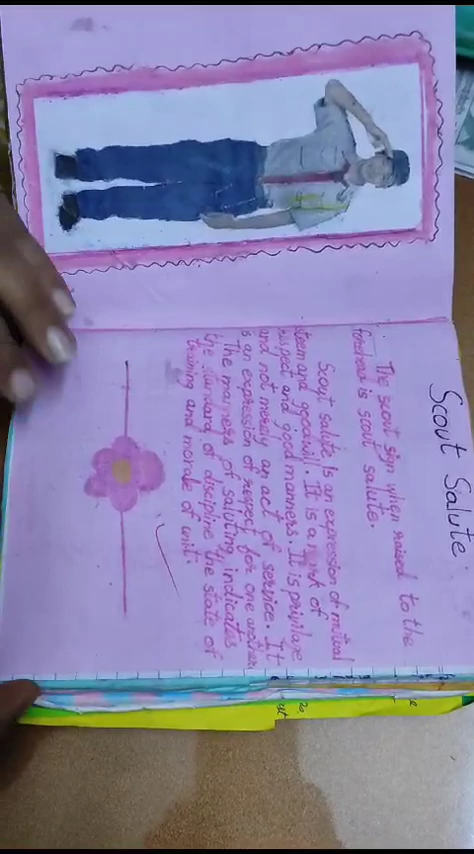 Scout Salute
The scout sign when raised to the
forehead is scout salute.
Scout salute is an expression of mutual
steem and goodwill. It is a mark of
respect and good manners. It is privilage
and not merely an act of service. It
is an expression of respect for one another
The mainess of saluting indicates
the standard of discipline the state of
training and morale of unit.